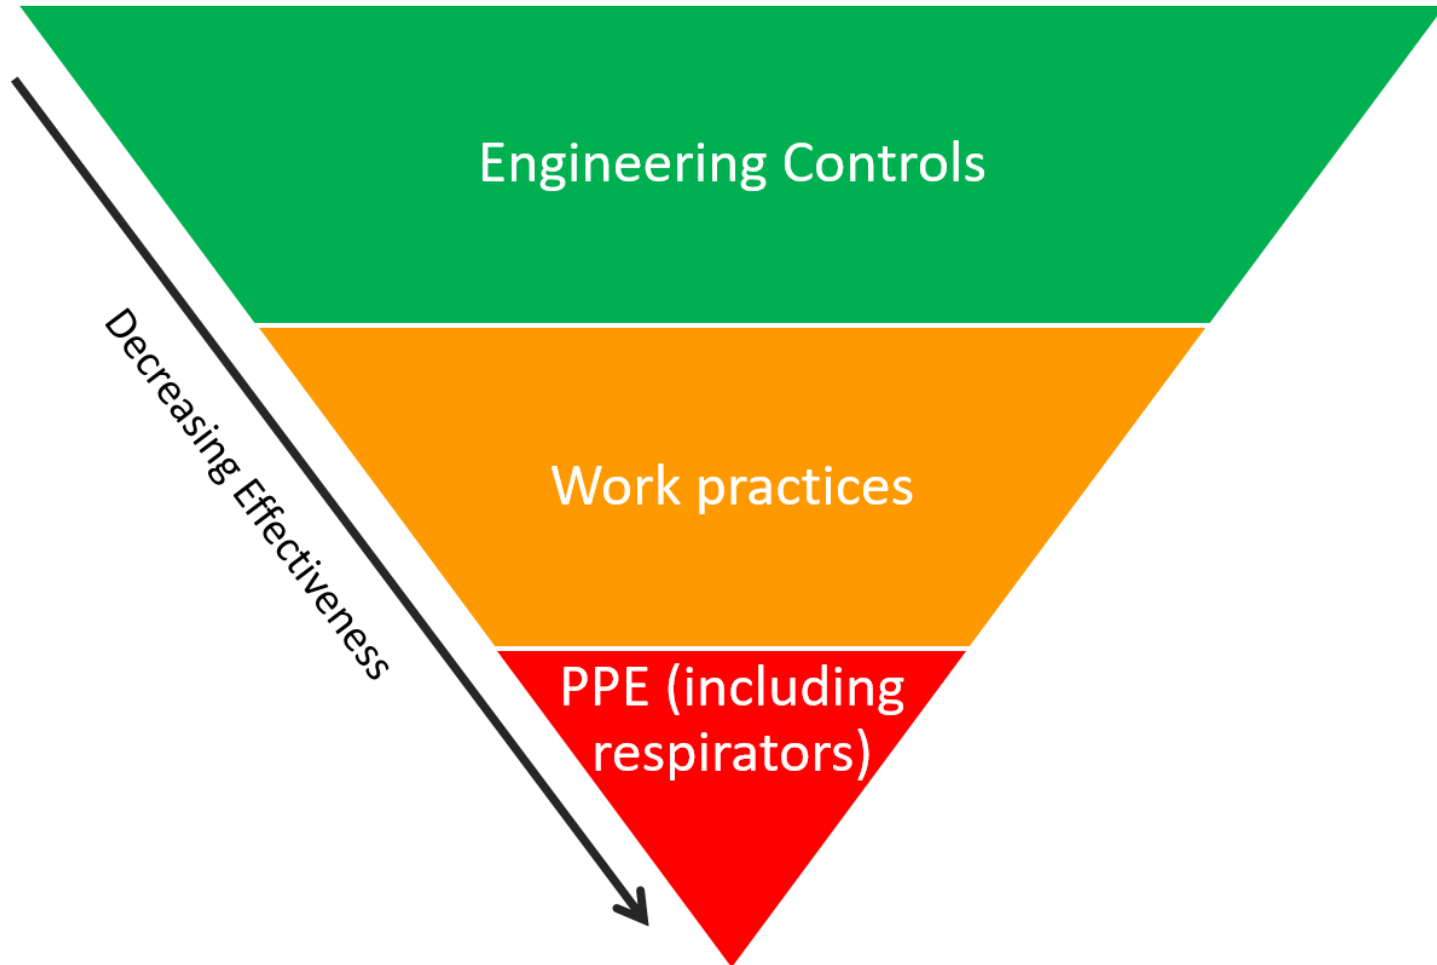 Engineering Controls
Decreasing Effectiveness
Work practices
PPE (including
respirators)